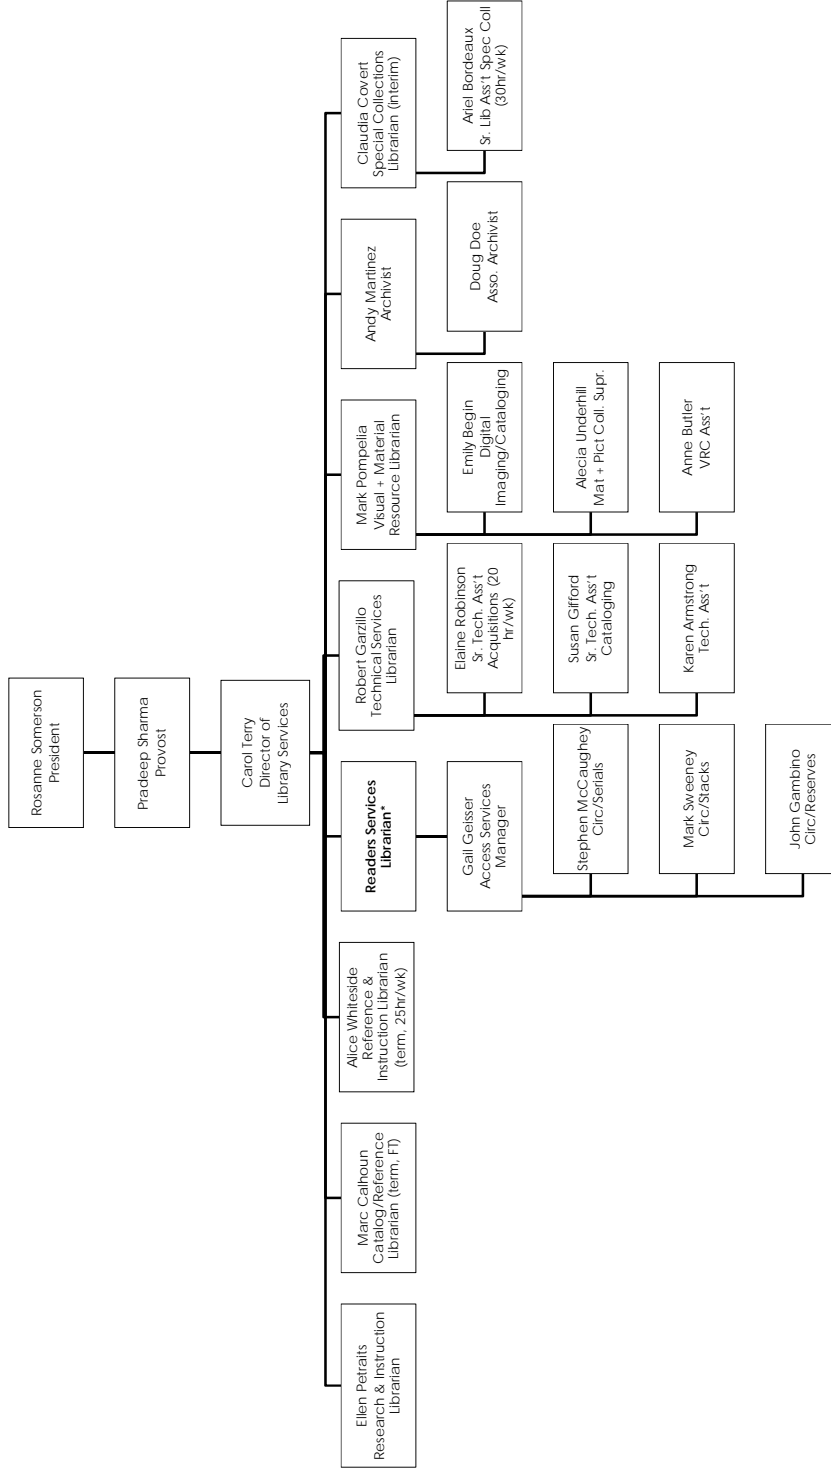 Rosanne Somerson
President
Pradeep Sharma
Provost
Carol Terry
Director of
Library Services
Ellen Petraits
Research & Instruction
Librarian
Marc Calhoun
Catalog/Reference
Librarian (term, FT)
Alice Whiteside
Reference &
Instruction Librarian
(term, 25hr/wk)
Readers Services
Librarian*
Gail Geisser
Access Services
Manager
Stephen McCaughey
Circ/Serials
Mark Sweeney
Circ/Stacks
John Gambino
Circ/Reserves
Robert Garzillo
Technical Services
Librarian
Elaine Robinson
Sr. Tech. Ass't
Acquisitions (20
hr/wk)
Susan Gifford
Sr. Tech. Ass't
Cataloging
Karen Armstrong
Tech. Ass't
Mark Pompelia
Visual + Material
Resource Librarian
Emily Begin
Digital
Imaging/Cataloging
Alecia Underhill
Mat + Pict Coll. Supr.
Anne Butler
VRC Ass't
Andy Martinez
Archivist
Doug Doe
Asso. Archivist
Claudia Covert
Special Collections
Librarian (interim)
Ariel Bordeaux
Sr. Lib Ass't Spec Coll
(30hr/wk)